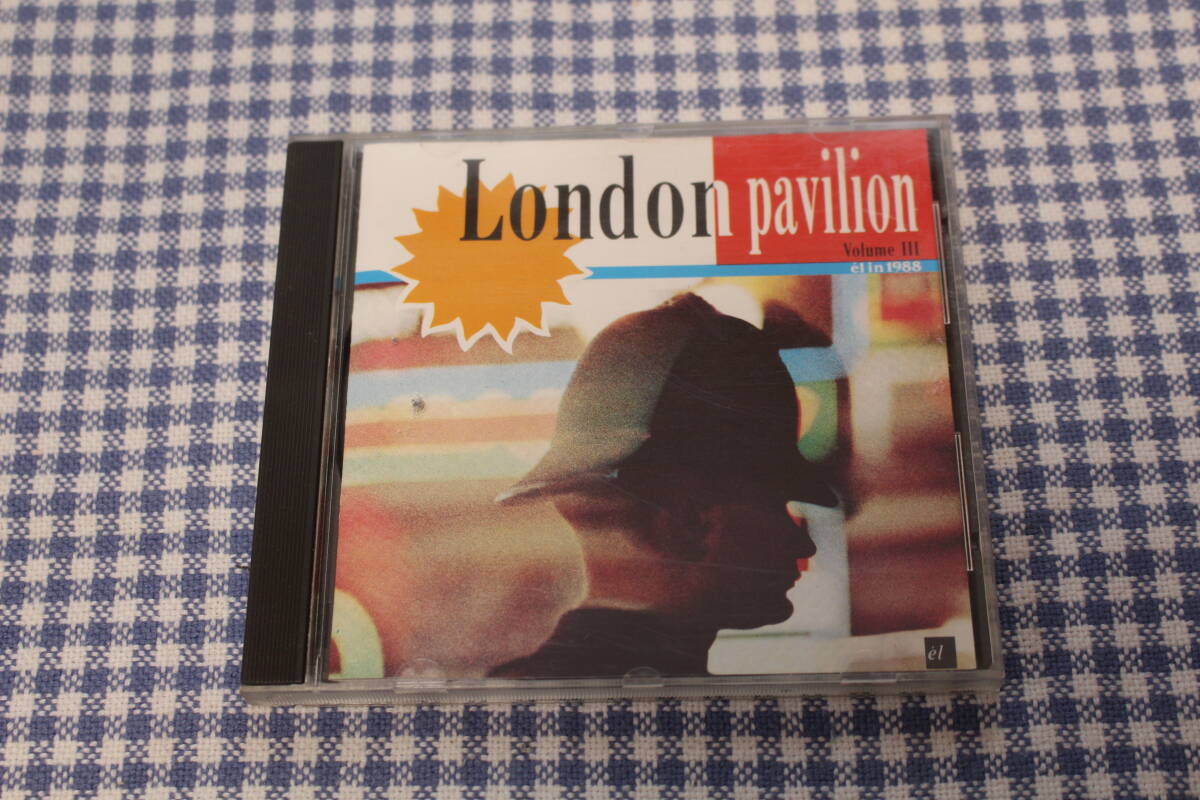 London pavilion
Volume III
él In 1988
él